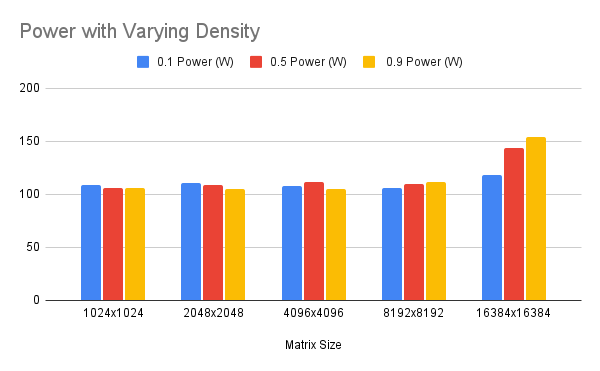 Power with Varying Density
0.1 Power (W) 0.5 Power (W) 0.9 Power (W)
200
150
100
50
0
1024x1024 2048x2048 4096x4096 8192x8192 16384x16384
Matrix Size